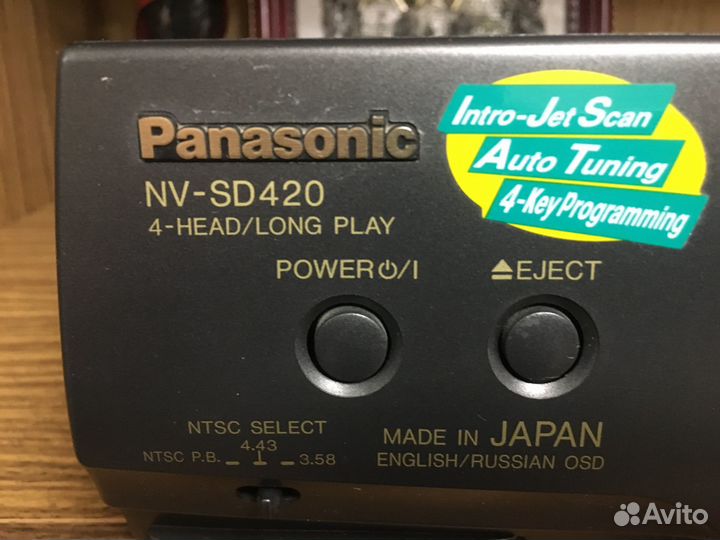 Panasonic
NV-SD420
4-HEAD/LONG PLAY
Intro-Jet Scan
Auto Tuning
4-Key Programming
POWER⏻/I
⏏EJECT
NTSC SELECT
4.43
NTSC P.B.
3.58
MADE IN JAPAN
ENGLISH/RUSSIAN OSD
Avito